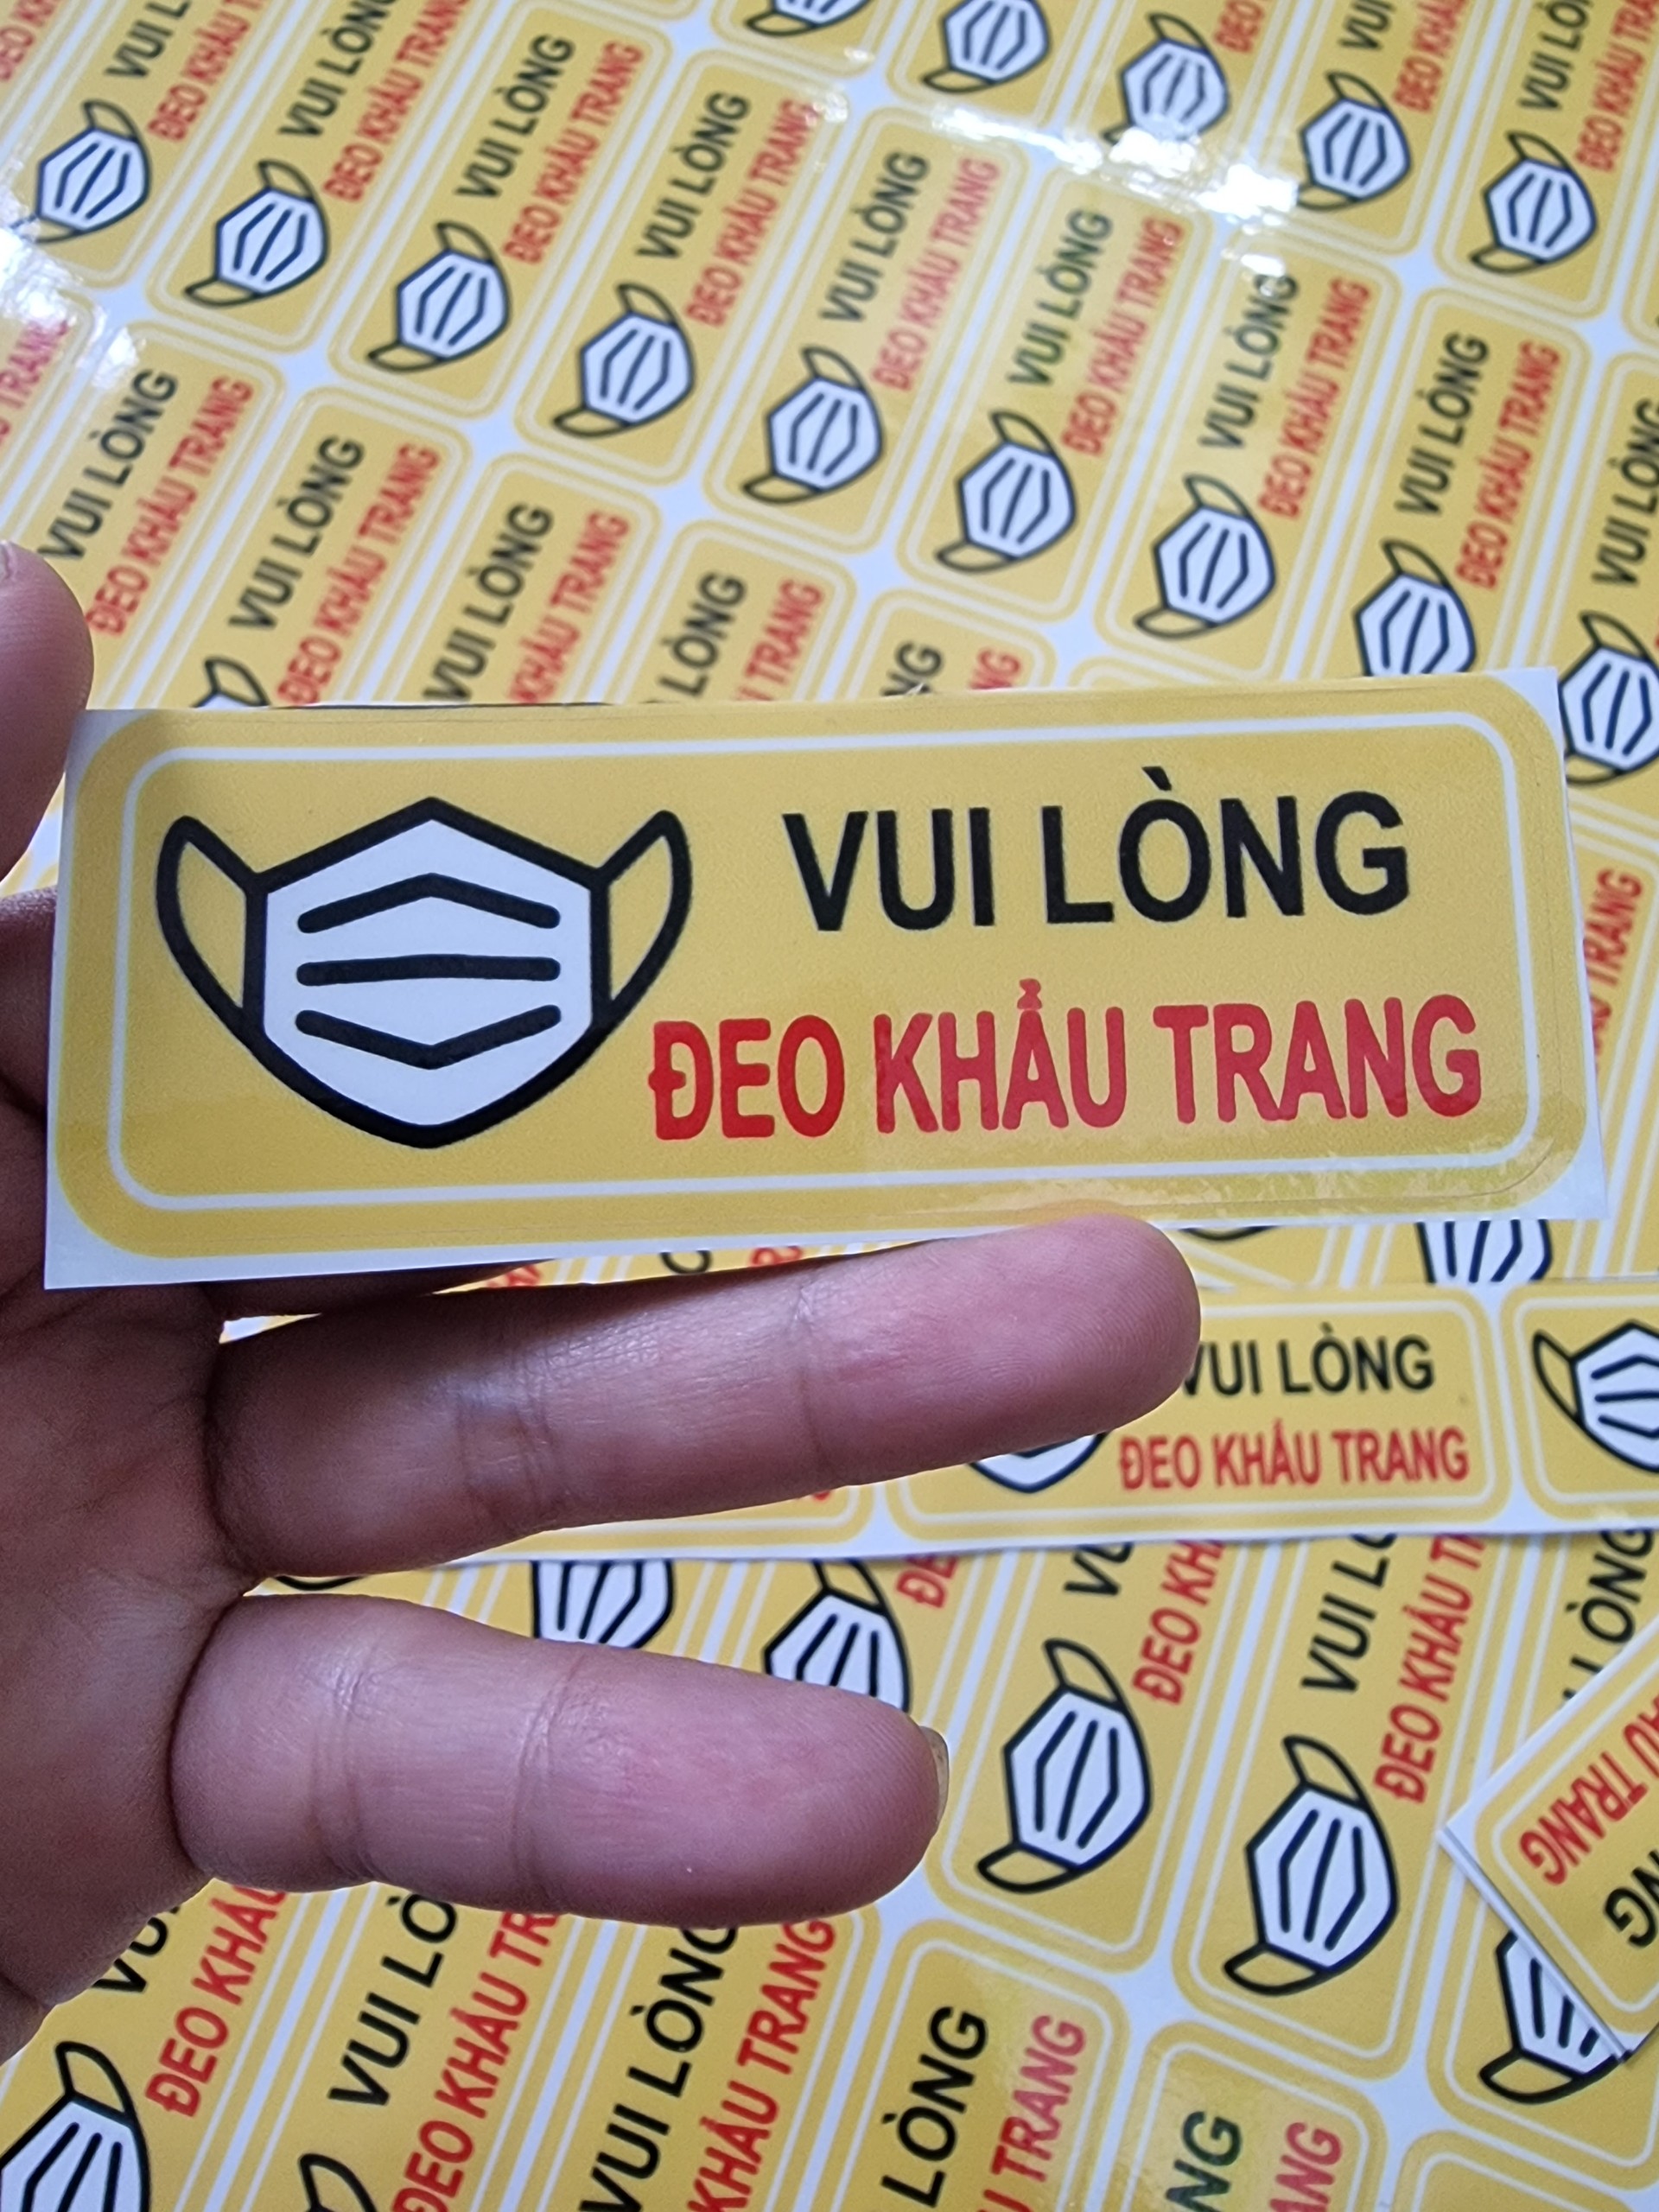 VUI LÒNG
ĐEO KHẨU TRANG